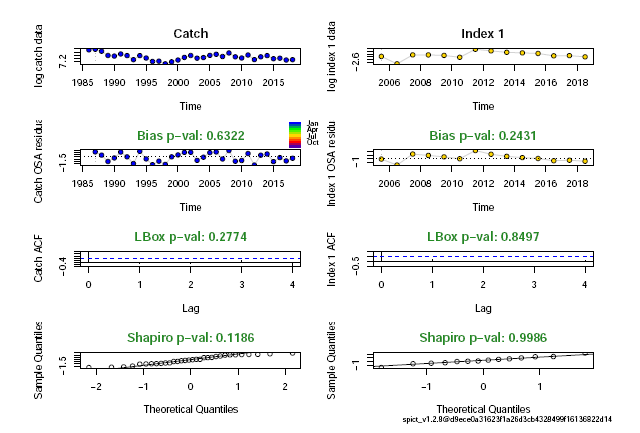 Catch
log catch data
7.2
1985 1990 1995 2000 2005 2010 2015
Time
Index 1
log index 1 data
−2.6
2006 2008 2010 2012 2014 2016 2018
Time
Bias p−val: 0.6322
Catch OSA residua
−1.5
Jan
Apr
Jul
Oct
1985 1990 1995 2000 2005 2010 2015
Time
Bias p−val: 0.2431
Index 1 OSA residu
−1
2006 2008 2010 2012 2014 2016 2018
Time
LBox p−val: 0.2774
Catch ACF
−0.4
0 1 2 3 4
Lag
LBox p−val: 0.8497
Index 1 ACF
−0.5
0 1 2 3 4
Lag
Shapiro p−val: 0.1186
Sample Quantiles
−1.5
−2 −1 0 1 2
Theoretical Quantiles
Shapiro p−val: 0.9986
Sample Quantiles
−1
−1 0 1
Theoretical Quantiles